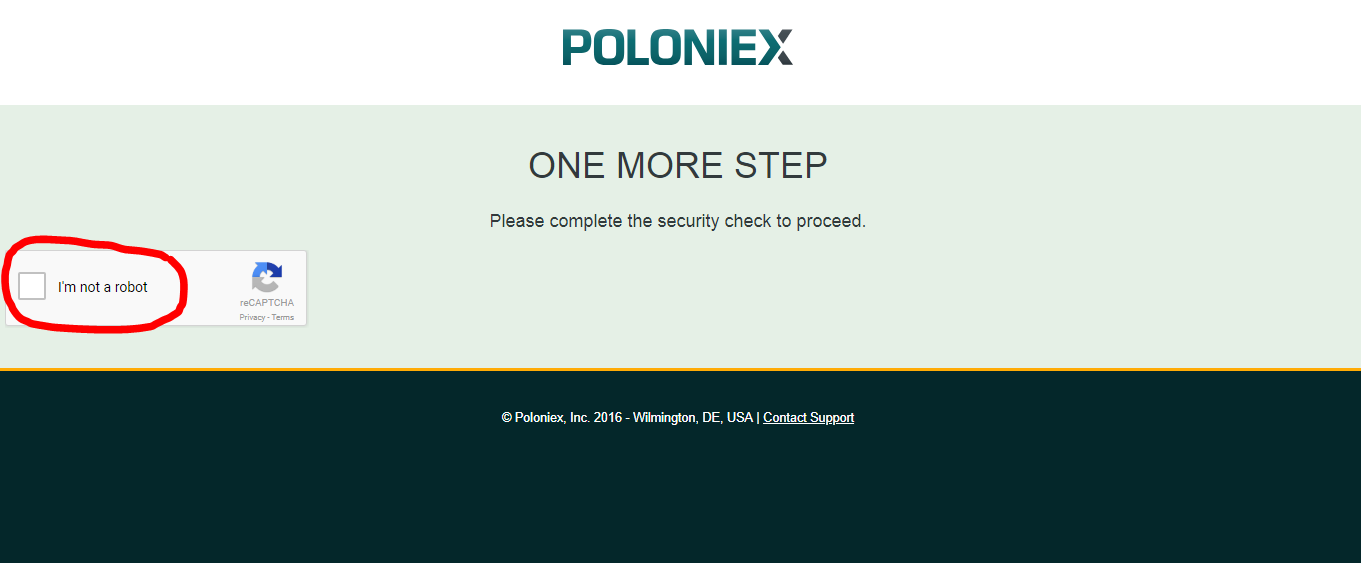 POLONIEX
ONE MORE STEP
Please complete the security check to proceed.
I'm not a robot
reCAPTCHA
Privacy - Terms
© Poloniex, Inc. 2016 - Wilmington, DE, USA | Contact Support